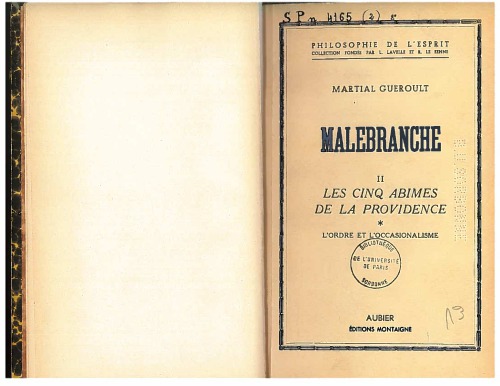 S P n 4165 (2) 5
PHILOSOPHIE DE L'ESPRIT
COLLECTION FONDÉE PAR L. LAVELLE ET R. LE SENNE
MARTIAL GUEROULT
MALEBRANCHE
II
LES CINQ ABIMES
DE LA PROVIDENCE
*
L'ORDRE ET L'OCCASIONALISME
BIBLIOTHÈQUE
DE L'UNIVERSITÉ
DE PARIS
SORBONNE
AUBIER
ÉDITIONS MONTAIGNE